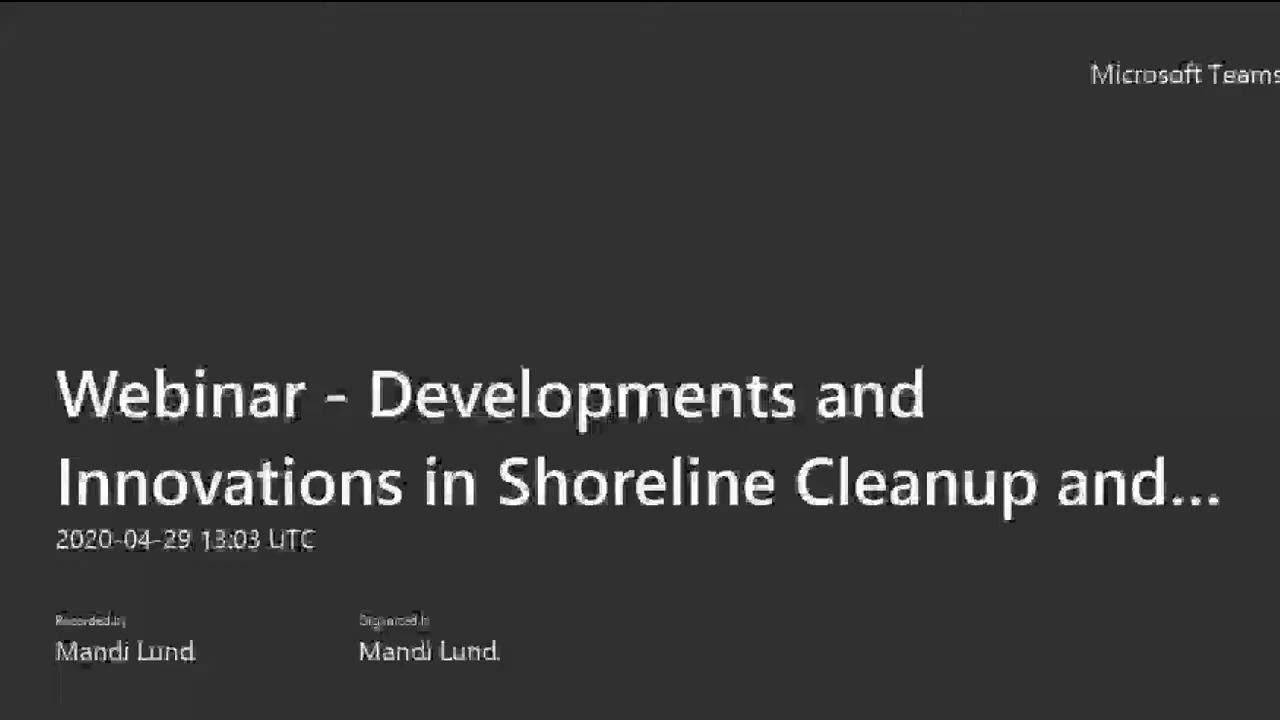 Microsoft Teams
Webinar - Developments and
Innovations in Shoreline Cleanup and...
2020-04-29 13:03 UTC
Recorded by
Organized by
Mandi Lund
Mandi Lund